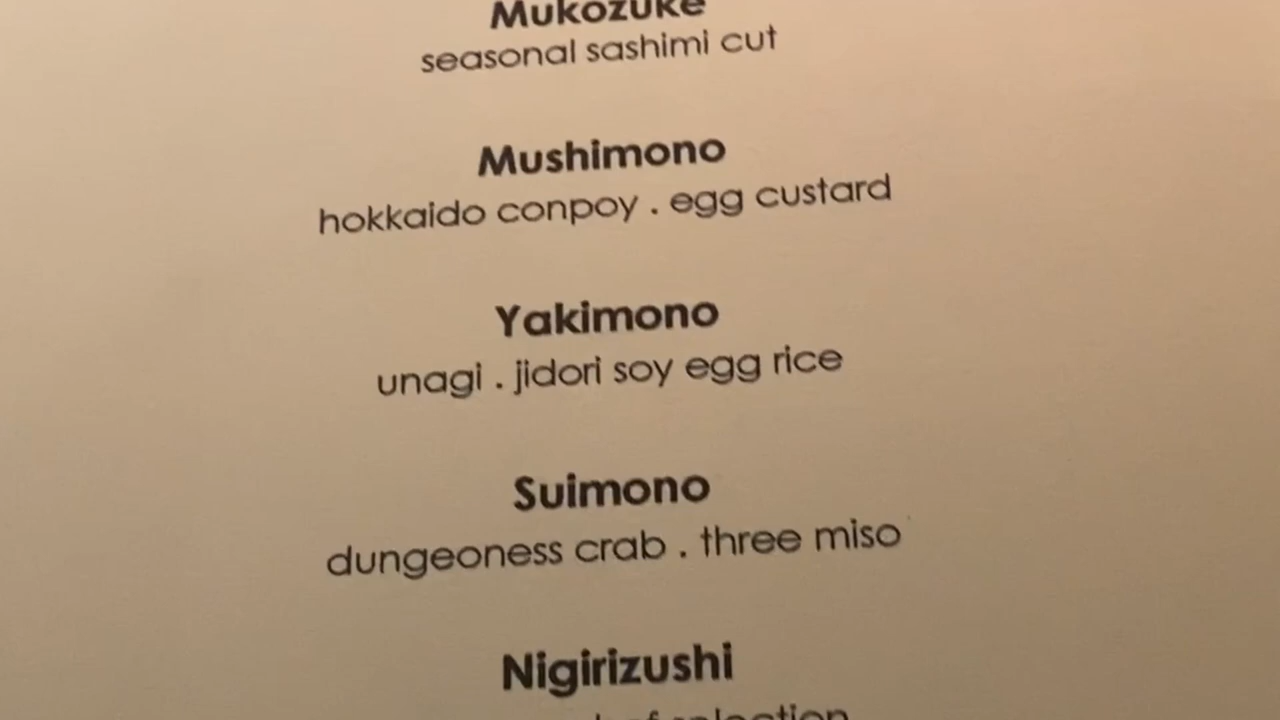 Mukozuke
seasonal sashimi cut
Mushimono
hokkaido conpoy . egg custard
Yakimono
unagi . jidori soy egg rice
Suimono
dungeoness crab . three miso
Nigirizushi
selection